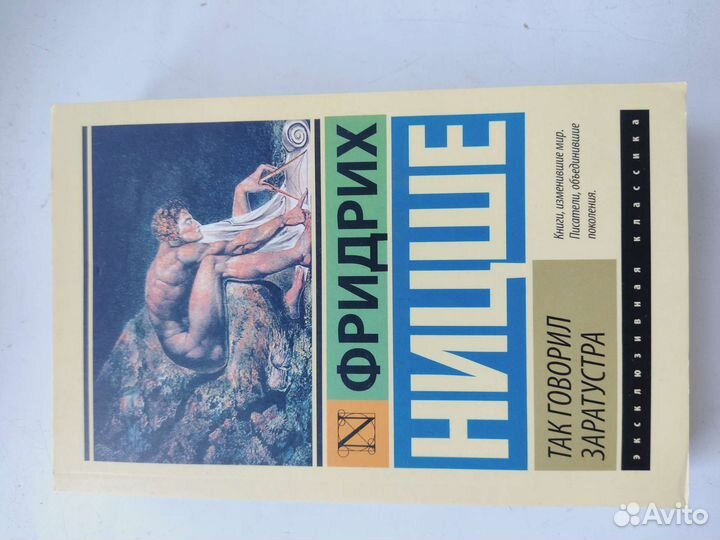 ФРИДРИХ
НИЦШЕ
ТАК ГОВОРИЛ
ЗАРАТУСТРА
Книги, изменившие мир.
Писатели, объединившие
поколения.
эксклюзивная классика
Avito